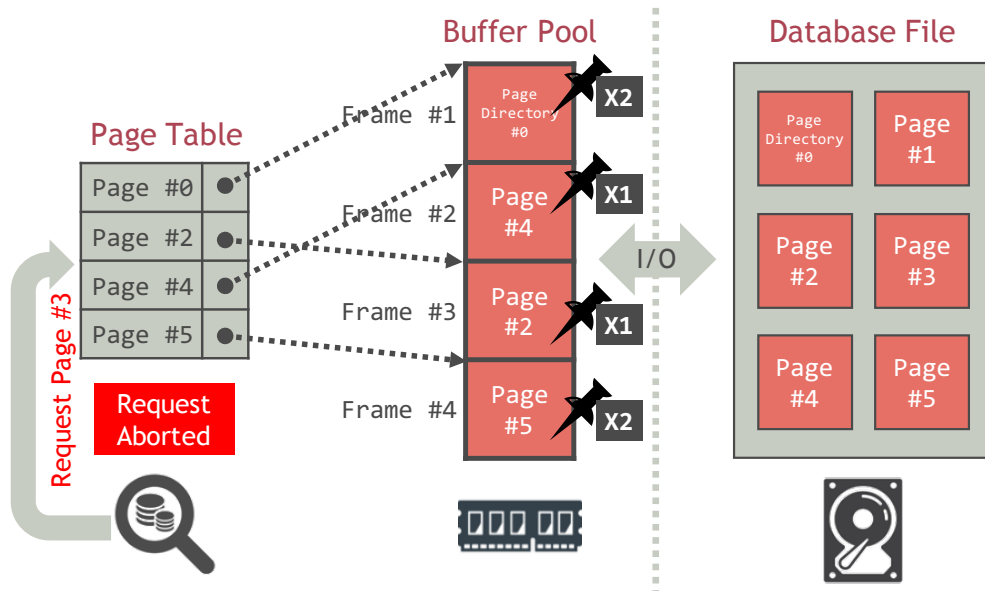 Buffer Pool
Database File
Page Table
Page #0
Page #2
Page #4
Page #5
Request Page #3
Request
Aborted
Frame #1
Frame #2
Frame #3
Frame #4
Page
Directory
#0
X2
Page
#4
X1
Page
#2
X1
Page
#5
X2
I/O
Page
Directory
#0
Page
#1
Page
#2
Page
#3
Page
#4
Page
#5